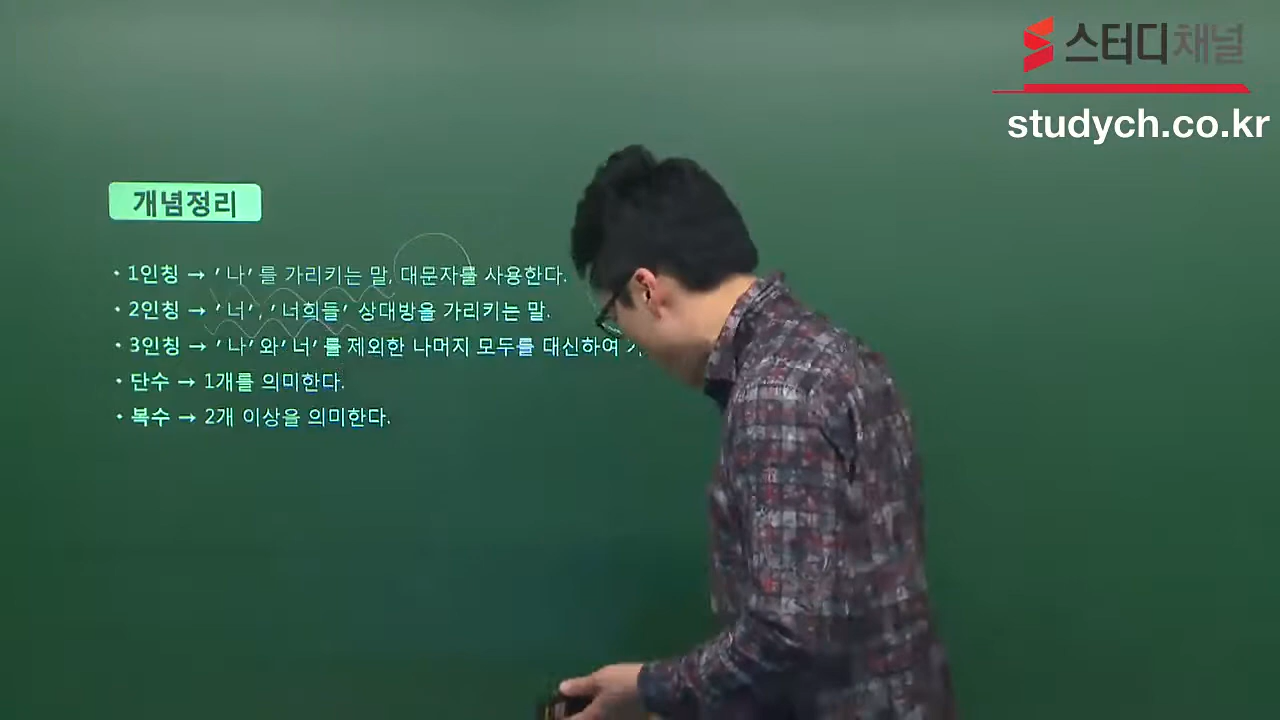 스터디채널
studych.co.kr
개념정리
· 1인칭 → '나'를 가리키는 말, 대문자를 사용한다.
· 2인칭 → '너', '너희들' 상대방을 가리키는 말.
· 3인칭 → '나'와 '너'를 제외한 나머지 모두를 대신하여
· 단수 → 1개를 의미한다.
· 복수 → 2개 이상을 의미한다.